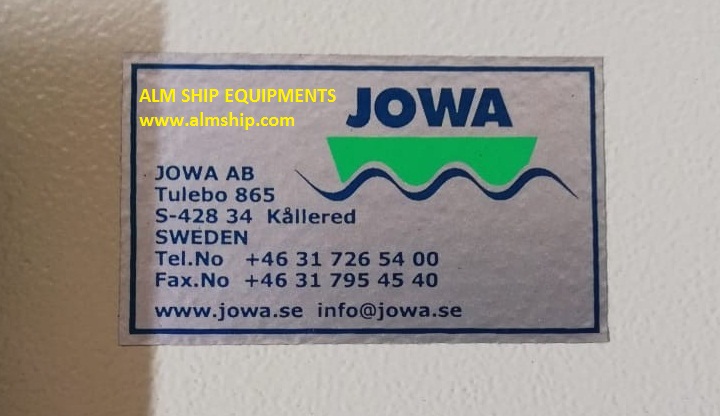 ALM SHIP EQUIPMENTS
www.almship.com
JOWA
JOWA AB
Tulebo 865
S-428 34 Kållered
SWEDEN
Tel.No +46 31 726 54 00
Fax.No +46 31 795 45 40
www.jowa.se info@jowa.se